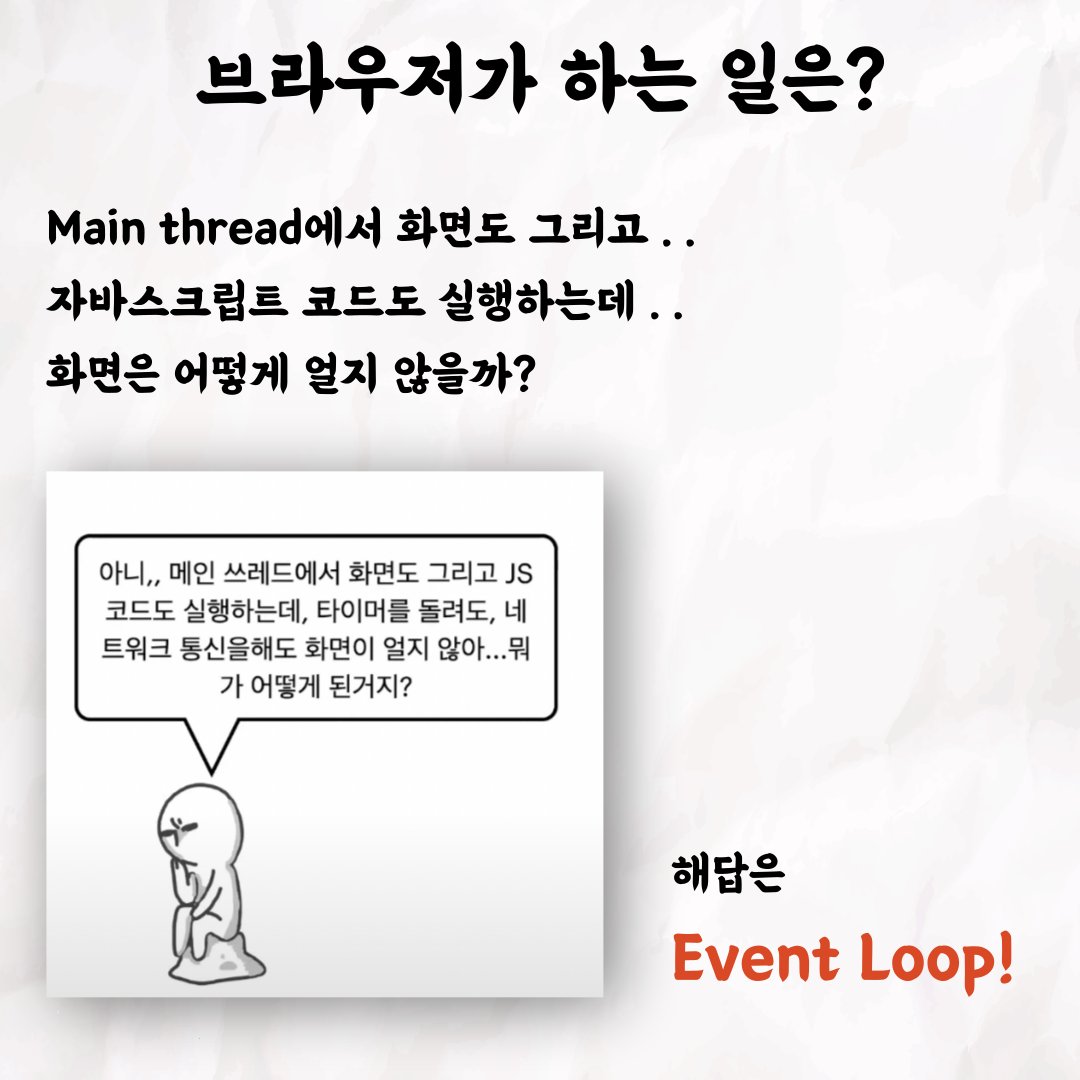 브라우저가 하는 일은?
Main thread에서 화면도 그리고 . .
자바스크립트 코드도 실행하는데 . .
화면은 어떻게 얼지 않을까?
아니,, 메인 쓰레드에서 화면도 그리고 JS
코드도 실행하는데, 타이머를 돌려도, 네
트워크 통신을해도 화면이 얼지 않아...뭐
가 어떻게 된거지?
해답은
Event Loop!